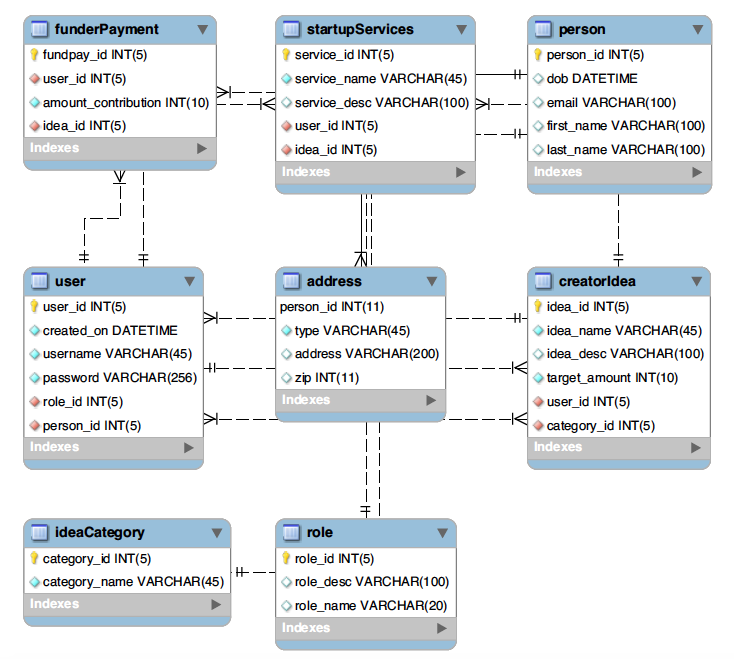 funderPayment
fundpay_id INT(5)
user_id INT(5)
amount_contribution INT(10)
idea_id INT(5)
Indexes
startupServices
service_id INT(5)
service_name VARCHAR(45)
service_desc VARCHAR(100)
user_id INT(5)
idea_id INT(5)
Indexes
person
person_id INT(5)
dob DATETIME
email VARCHAR(100)
first_name VARCHAR(100)
last_name VARCHAR(100)
Indexes
user
user_id INT(5)
created_on DATETIME
username VARCHAR(45)
password VARCHAR(256)
role_id INT(5)
person_id INT(5)
Indexes
address
person_id INT(11)
type VARCHAR(45)
address VARCHAR(200)
zip INT(11)
Indexes
creatorIdea
idea_id INT(5)
idea_name VARCHAR(45)
idea_desc VARCHAR(100)
target_amount INT(10)
user_id INT(5)
category_id INT(5)
Indexes
ideaCategory
category_id INT(5)
category_name VARCHAR(45)
Indexes
role
role_id INT(5)
role_desc VARCHAR(100)
role_name VARCHAR(20)
Indexes